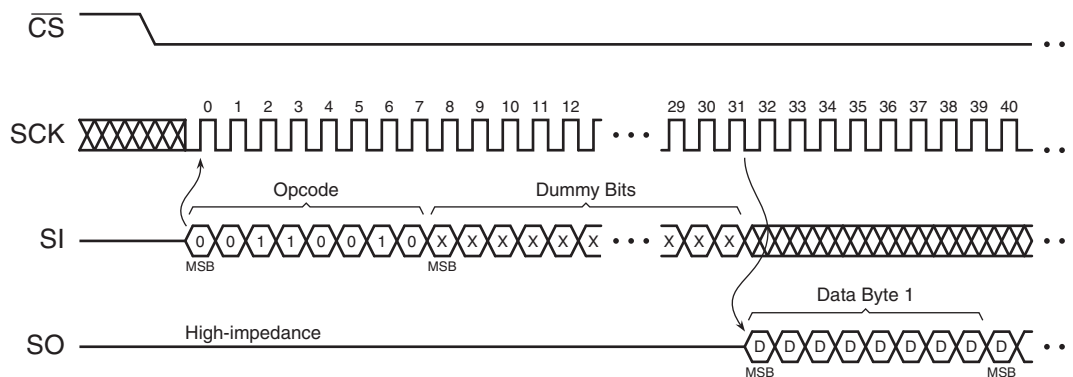 CS
0 1 2 3 4 5 6 7 8 9 10 11 12 29 30 31 32 33 34 35 36 37 38 39 40
SCK
Opcode Dummy Bits
SI 0 0 1 1 0 0 1 0 X X X X X X X X X
MSB MSB
Data Byte 1
High-impedance
SO D D D D D D D D D
MSB MSB